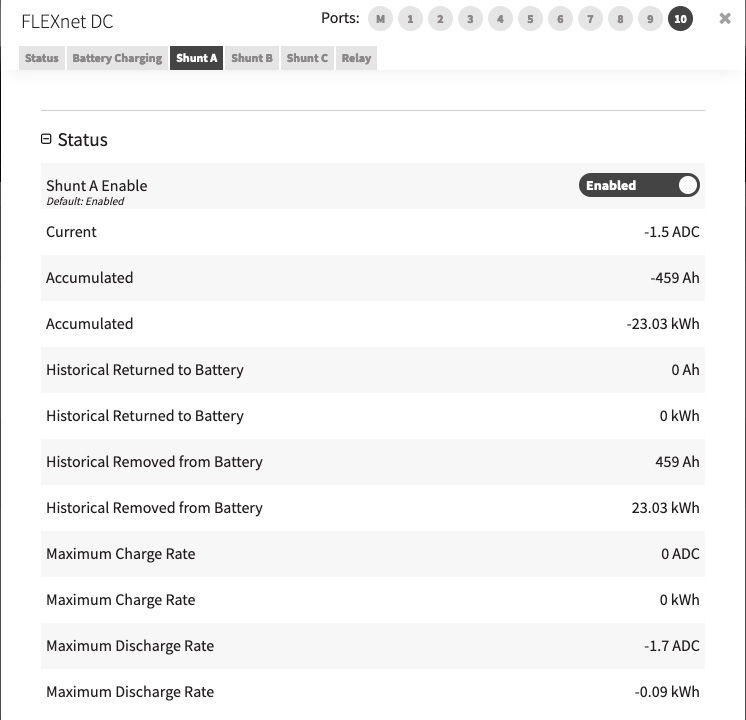 FLEXnet DC
Ports: M 1 2 3 4 5 6 7 8 9 10
Status Battery Charging Shunt A Shunt B Shunt C Relay
Status
Shunt A Enable Enabled
Default: Enabled
Current -1.5 ADC
Accumulated -459 Ah
Accumulated -23.03 kWh
Historical Returned to Battery 0 Ah
Historical Returned to Battery 0 kWh
Historical Removed from Battery 459 Ah
Historical Removed from Battery 23.03 kWh
Maximum Charge Rate 0 ADC
Maximum Charge Rate 0 kWh
Maximum Discharge Rate -1.7 ADC
Maximum Discharge Rate -0.09 kWh